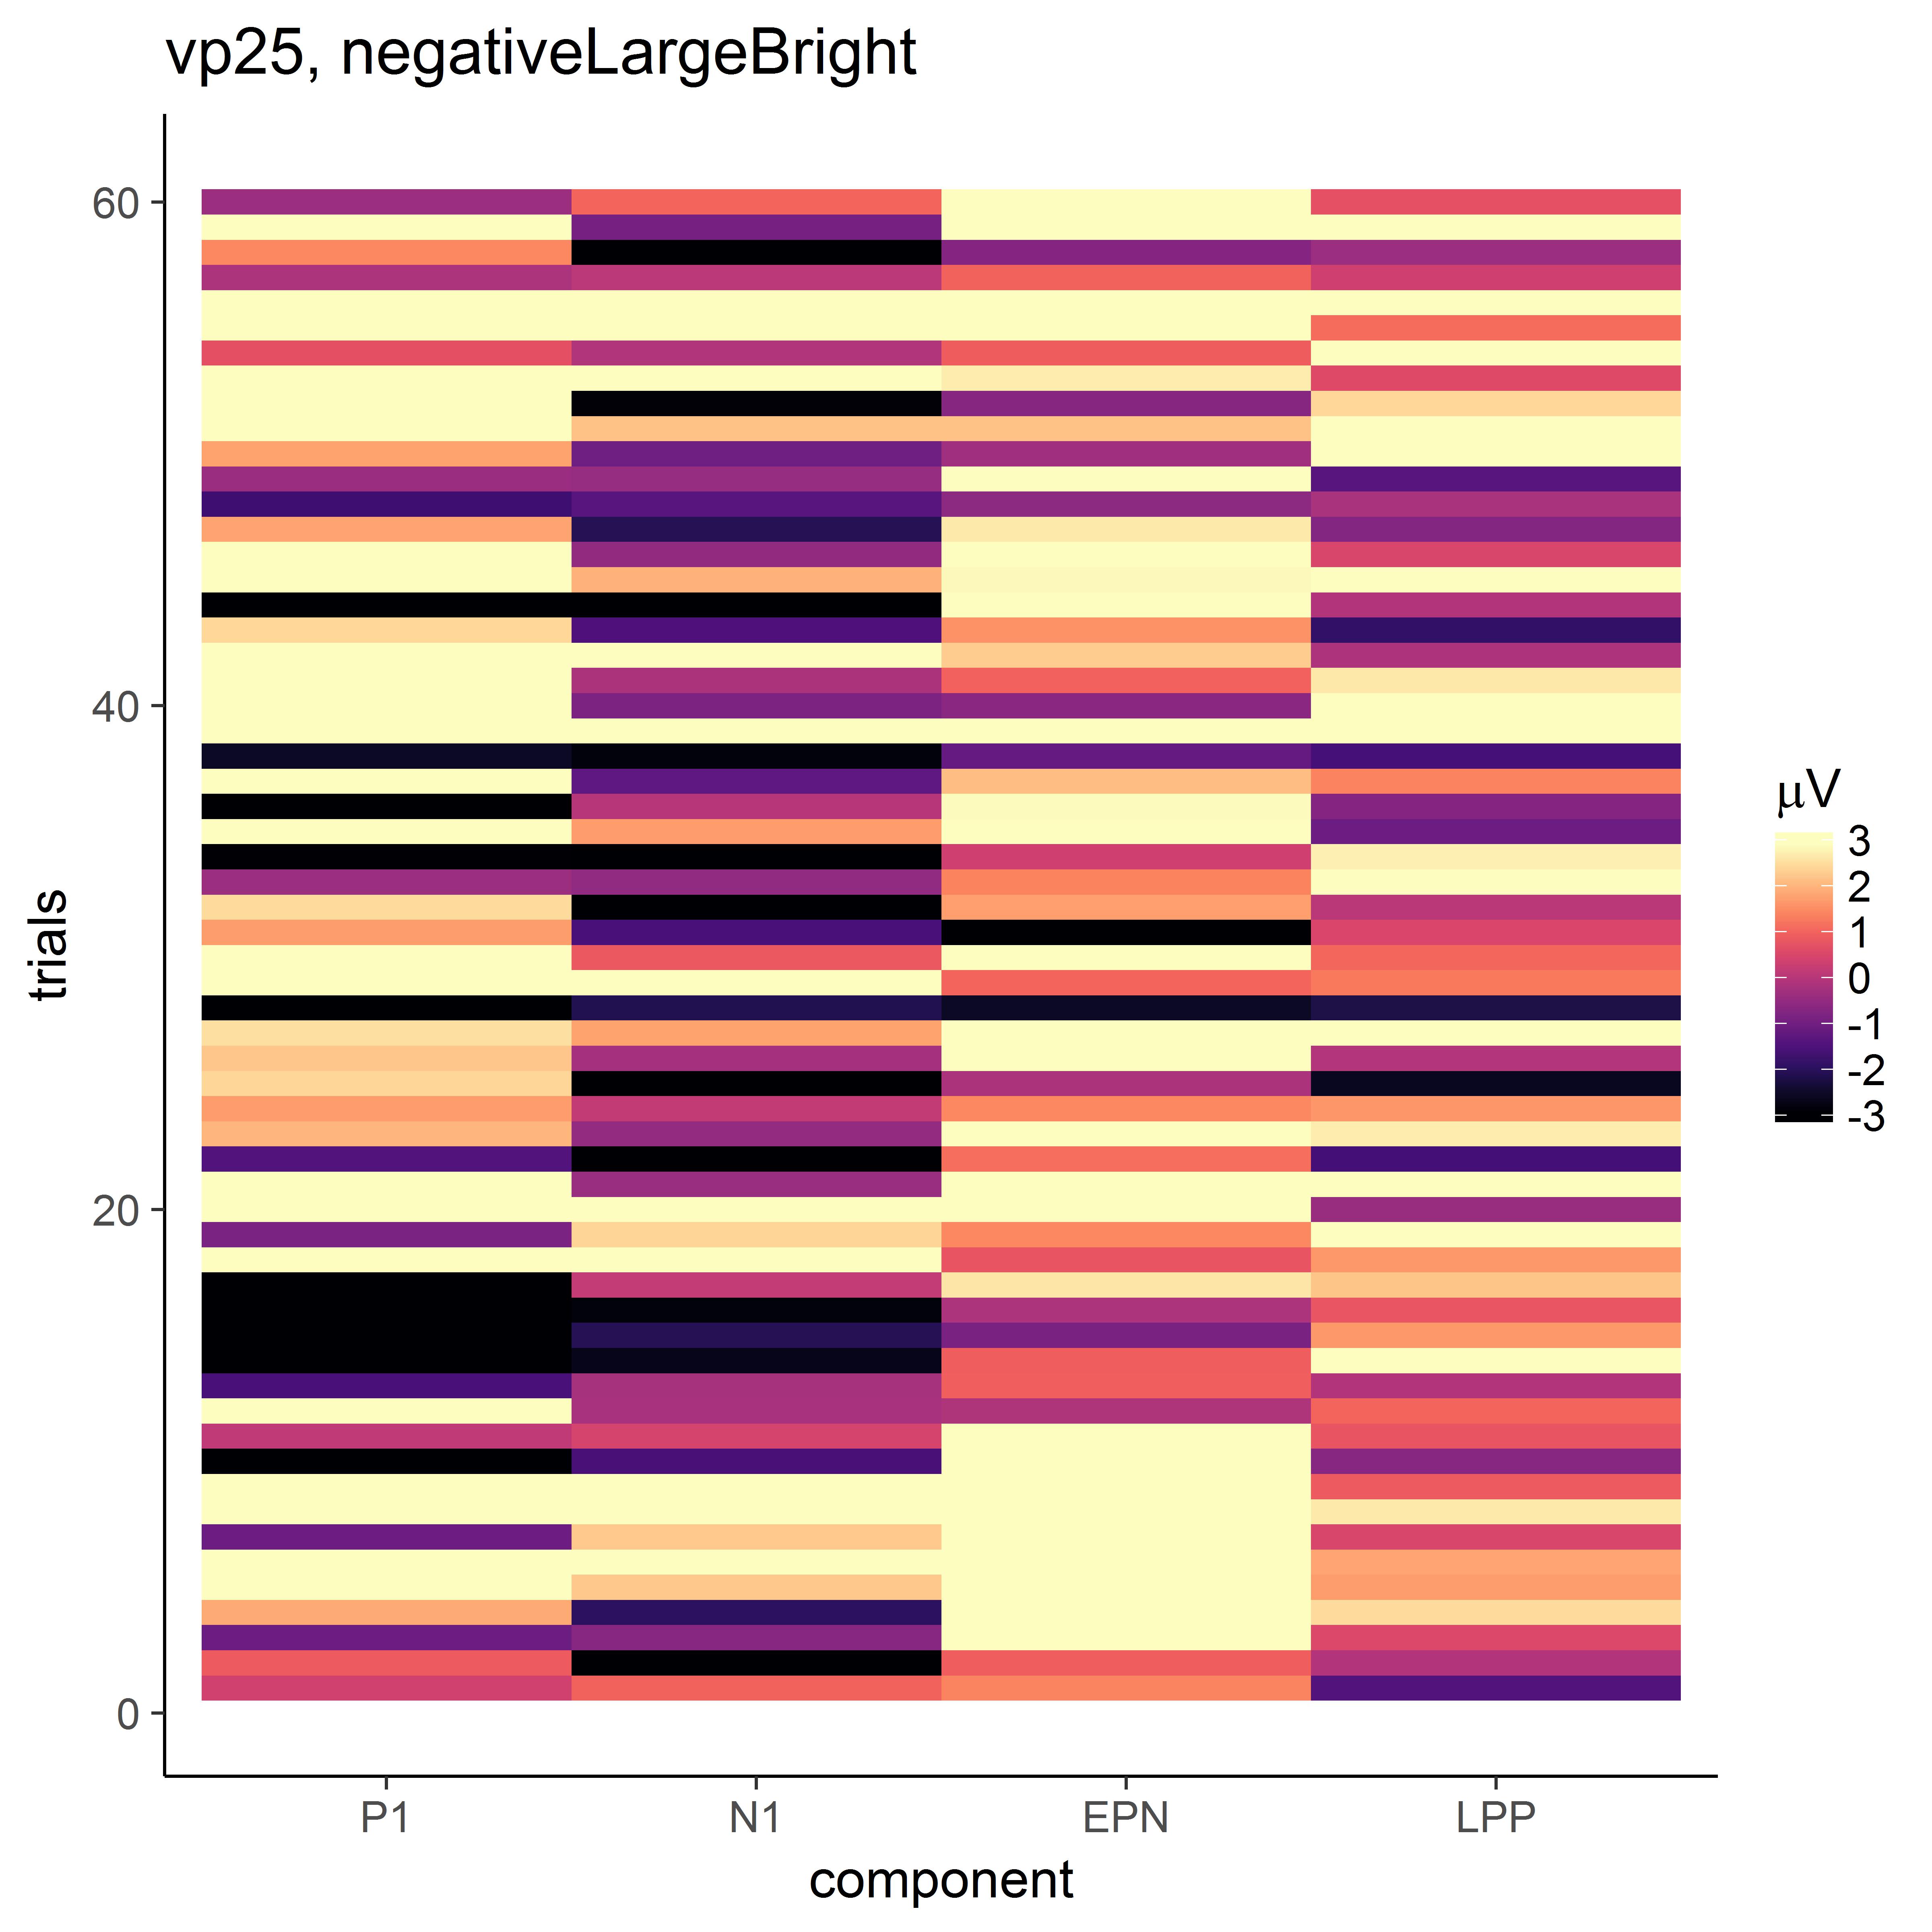 vp25, negativeLargeBright
60
40
20
0
trials
P1 N1 EPN LPP
component
μV
3
2
1
0
-1
-2
-3